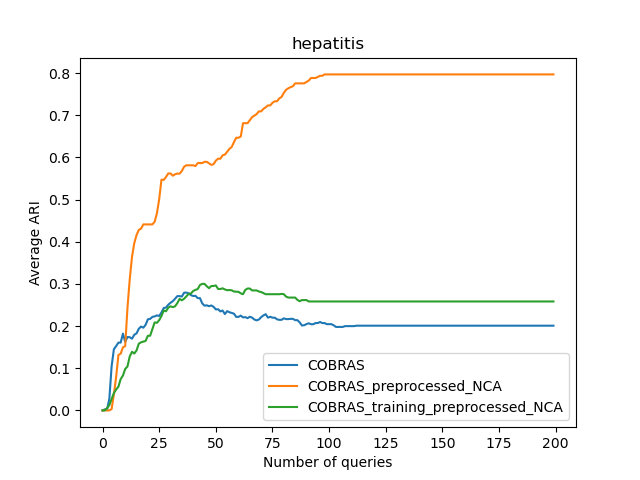 hepatitis
Average ARI
0.8
0.7
0.6
0.5
0.4
0.3
0.2
0.1
0.0
COBRAS
COBRAS_preprocessed_NCA
COBRAS_training_preprocessed_NCA
0 25 50 75 100 125 150 175 200
Number of queries